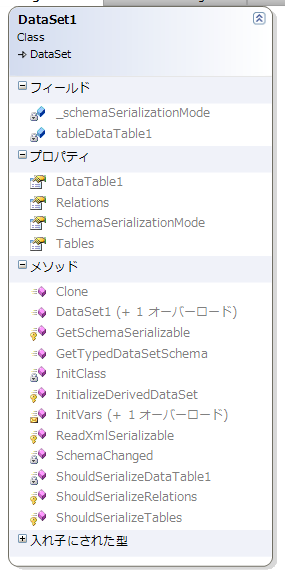 DataSet1
Class
DataSet
フィールド
_schemaSerializationMode
tableDataTable1
プロパティ
DataTable1
Relations
SchemaSerializationMode
Tables
メソッド
Clone
DataSet1 (+ 1 オーバーロード)
GetSchemaSerializable
GetTypedDataSetSchema
InitClass
InitializeDerivedDataSet
InitVars (+ 1 オーバーロード)
ReadXmlSerializable
SchemaChanged
ShouldSerializeDataTable1
ShouldSerializeRelations
ShouldSerializeTables
入れ子にされた型